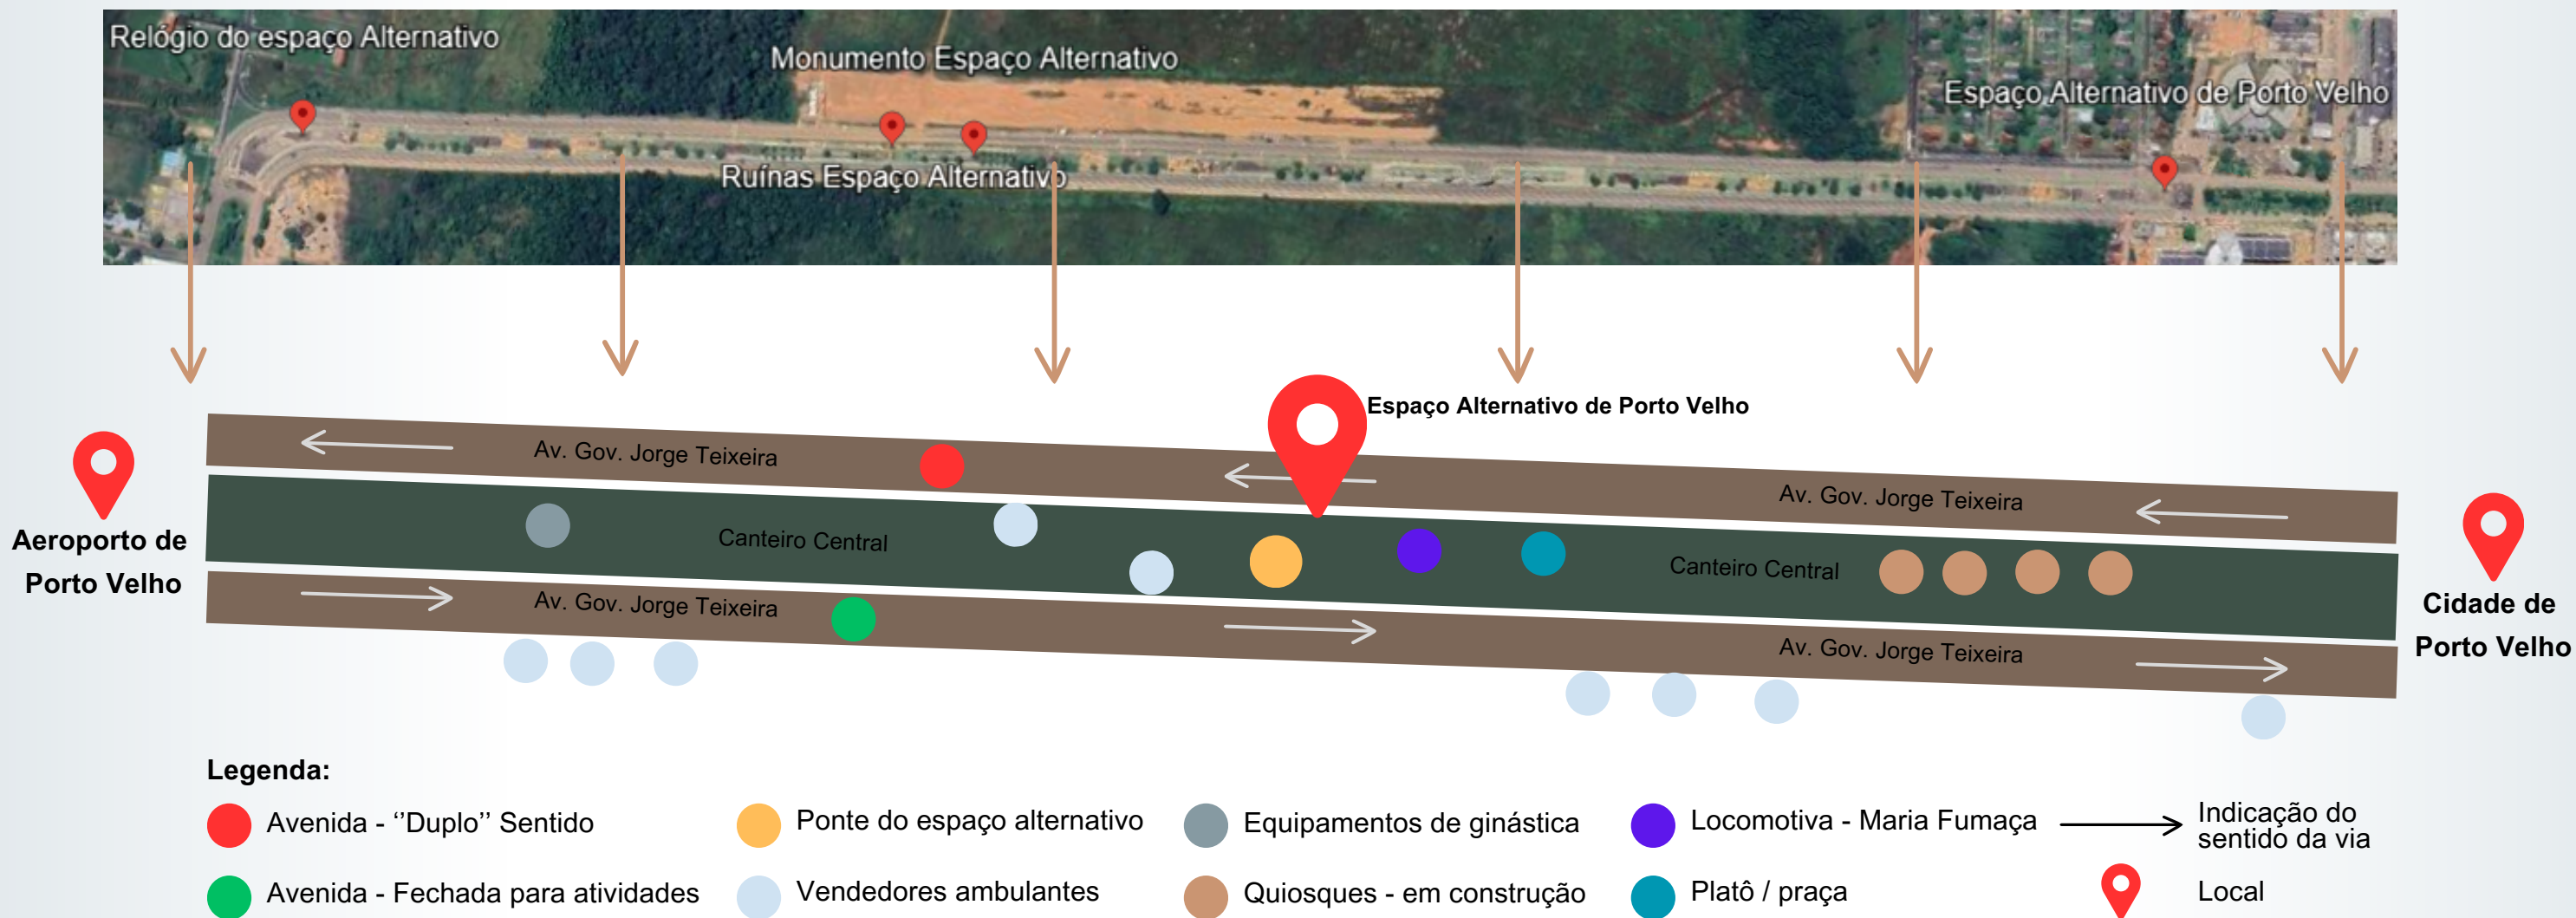 Relógio do espaço Alternativo
Monumento Espaço Alternativo
Espaço Alternativo de Porto Velho
Ruínas Espaço Alternativo
Espaço Alternativo de Porto Velho
Av. Gov. Jorge Teixeira
Av. Gov. Jorge Teixeira
Aeroporto de
Porto Velho
Canteiro Central
Canteiro Central
Cidade de
Porto Velho
Av. Gov. Jorge Teixeira
Av. Gov. Jorge Teixeira
Legenda:
Avenida - ‘’Duplo’’ Sentido
Ponte do espaço alternativo
Equipamentos de ginástica
Locomotiva - Maria Fumaça
Indicação do
sentido da via
Avenida - Fechada para atividades
Vendedores ambulantes
Quiosques - em construção
Platô / praça
Local